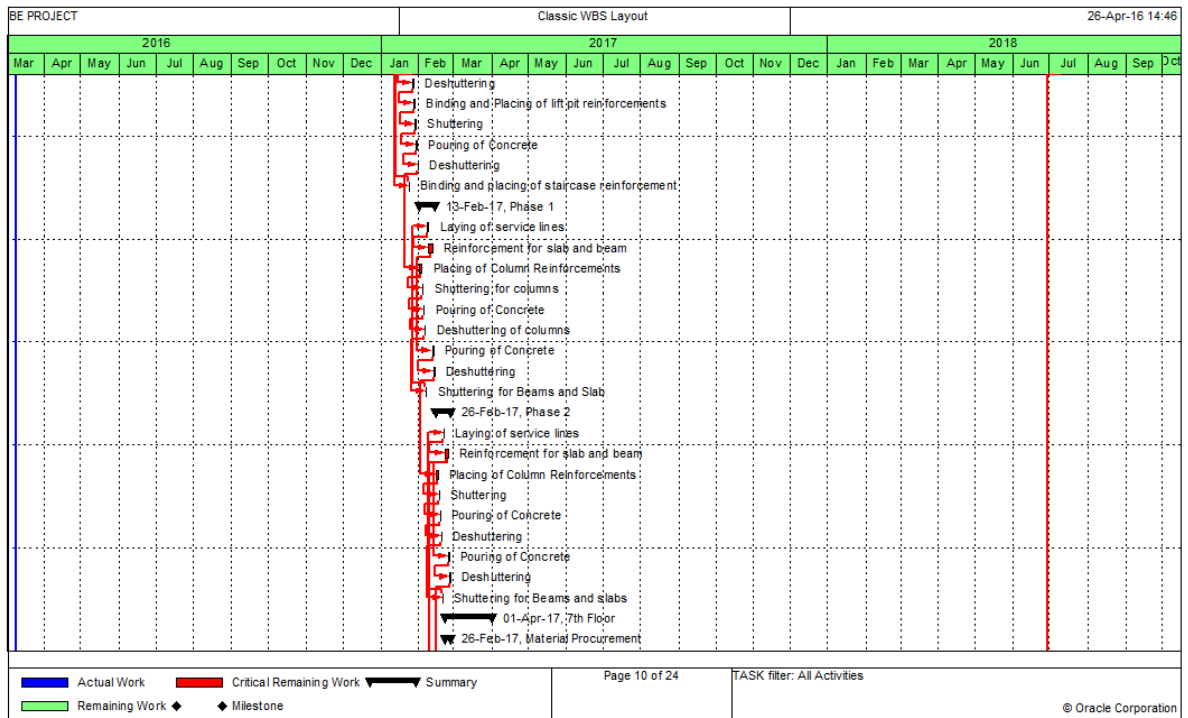 BE PROJECT Classic WBS Layout 26-Apr-16 14:46
2016 2017 2018
Mar Apr May Jun Jul Aug Sep Oct Nov Dec Jan Feb Mar Apr May Jun Jul Aug Sep Oct Nov Dec Jan Feb Mar Apr May Jun Jul Aug Sep Oct
Deshuttering
Binding and Placing of lift pit reinforcements
Shuttering
Pouring of Concrete
Deshuttering
Binding and placing of staircase reinforcement
13-Feb-17, Phase 1
Laying of service lines
Reinforcement for slab and beam
Placing of Column Reinforcements
Shuttering for columns
Pouring of Concrete
Deshuttering of columns
Pouring of Concrete
Deshuttering
Shuttering for Beams and Slab
26-Feb-17, Phase 2
Laying of service lines
Reinforcement for slab and beam
Placing of Column Reinforcements
Shuttering
Pouring of Concrete
Deshuttering
Pouring of Concrete
Deshuttering
Shuttering for Beams and slabs
01-Apr-17, 7th Floor
26-Feb-17, Material Procurement
Actual Work Critical Remaining Work Summary Page 10 of 24 TASK filter: All Activities
Remaining Work Milestone © Oracle Corporation